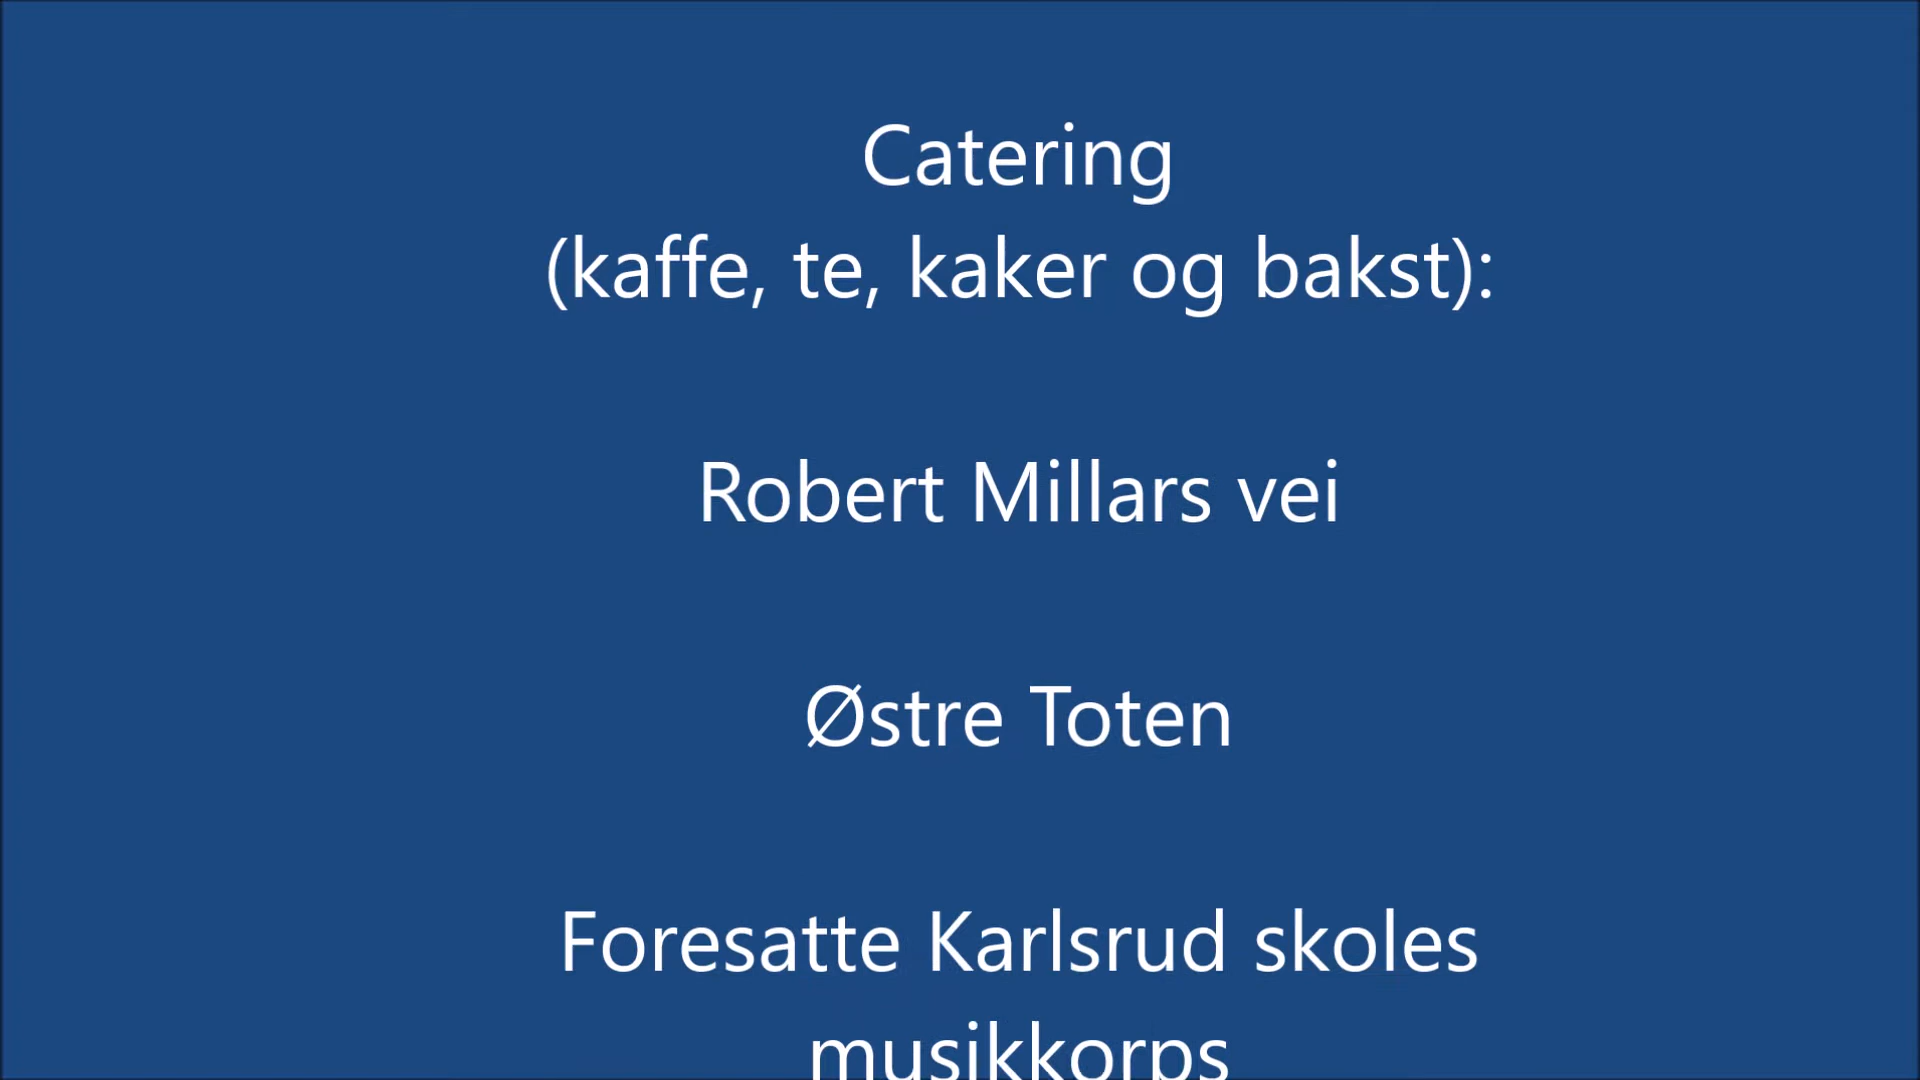 Catering
(kaffe, te, kaker og bakst):
Robert Millars vei
Østre Toten
Foresatte Karlsrud skoles
musikkorps